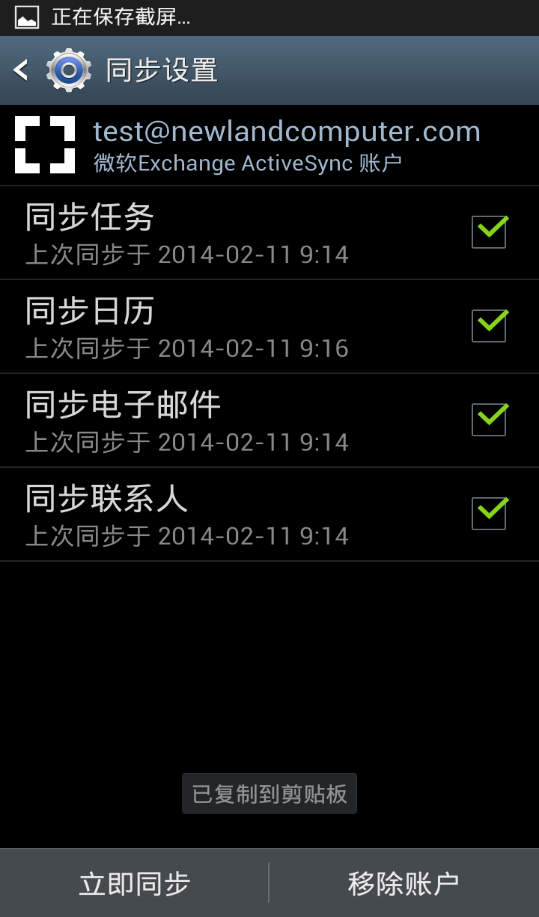 正在保存截屏...
同步设置
test@newlandcomputer.com
微软Exchange ActiveSync 账户
同步任务
上次同步于 2014-02-11 9:14
同步日历
上次同步于 2014-02-11 9:16
同步电子邮件
上次同步于 2014-02-11 9:14
同步联系人
上次同步于 2014-02-11 9:14
已复制到剪贴板
立即同步
移除账户